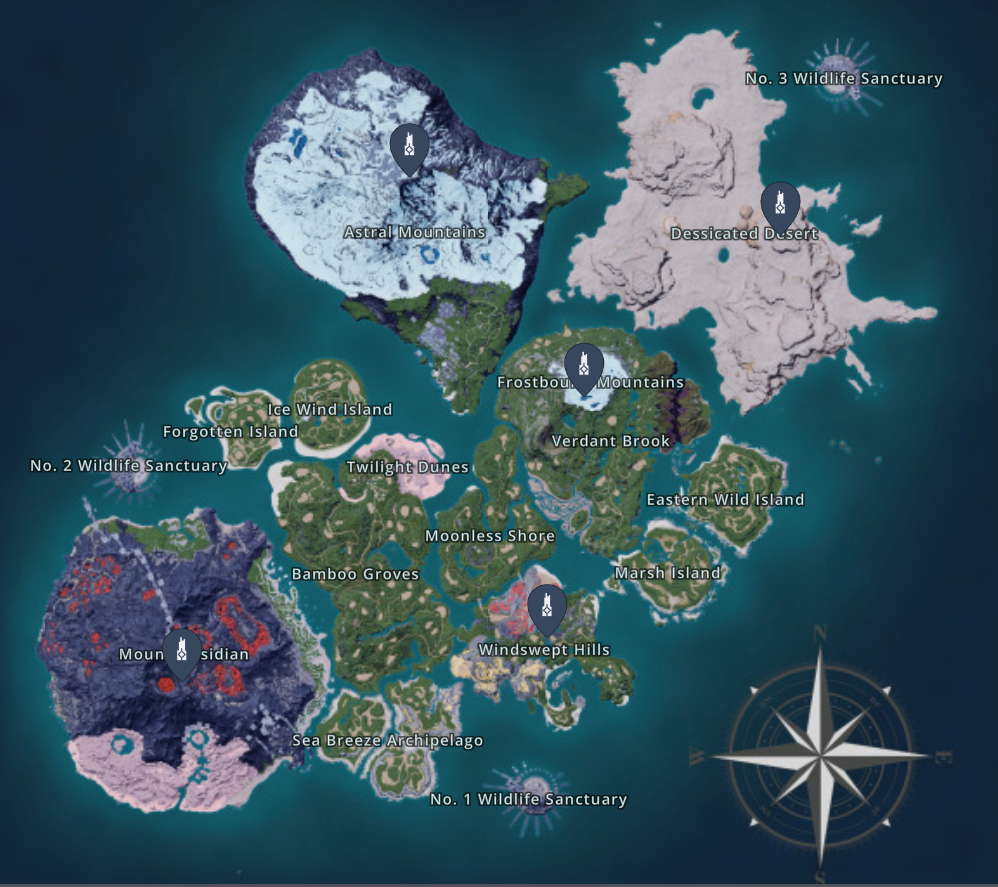 No. 3 Wildlife Sanctuary
Astral Mountains
Dessicated Desert
Frostbou Mountains
Ice Wind Island
Forgotten Island
Verdant Brook
No. 2 Wildlife Sanctuary
Twilight Dunes
Eastern Wild Island
Moonless Shore
Bamboo Groves
Marsh Island
Windswept Hills
Moun sidian
Sea Breeze Archipelago
No. 1 Wildlife Sanctuary
N
W
E
S